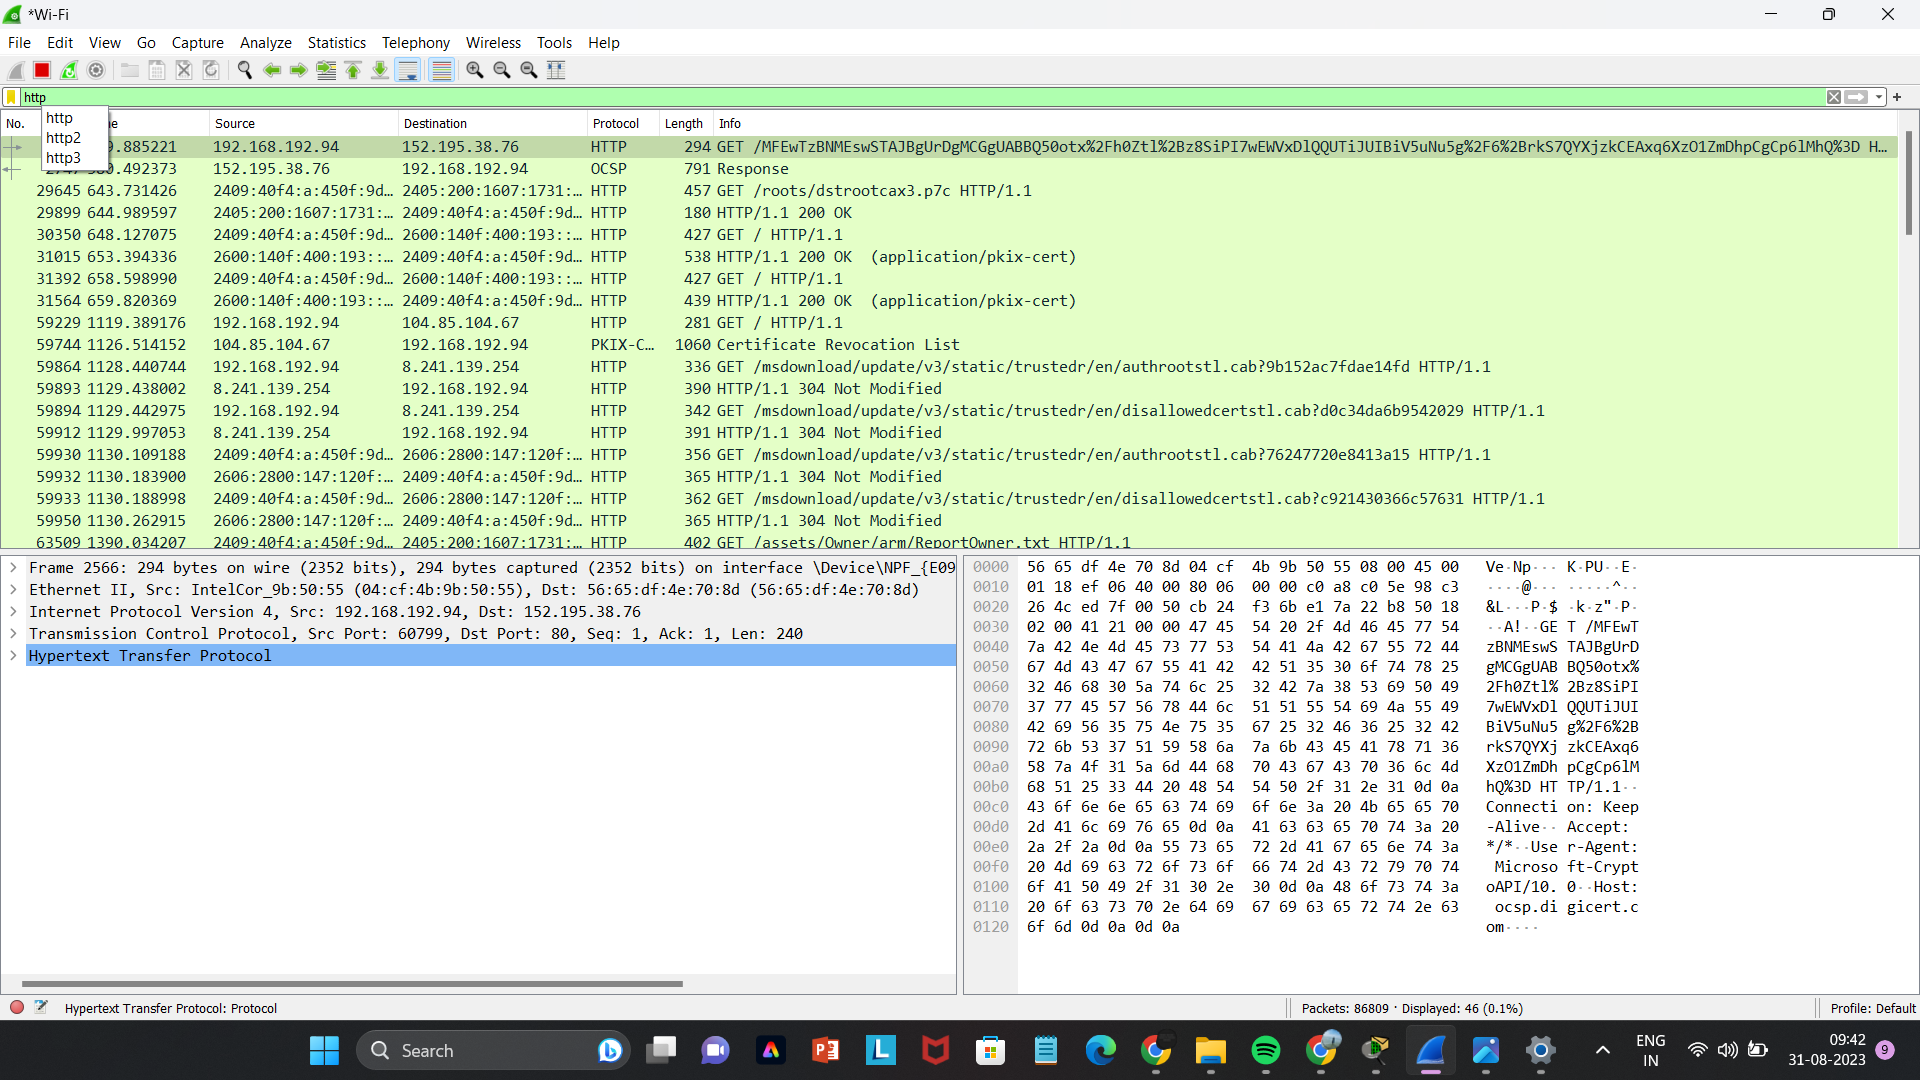 *Wi-Fi
File Edit View Go Capture Analyze Statistics Telephony Wireless Tools Help
http
http
http2
http3
No. Source Destination Protocol Length Info
.885221 192.168.192.94 152.195.38.76 HTTP 294 GET /MFEwTzBNMEswSTAJBgUrDgMCGgUABBQ50otx%2Fh0Ztl%2Bz8SiPI7wEWVxDlQQUTiJUIBiV5uNu5g%2F6%2BrkS7QYXjzkCEAxq6XzO1ZmDhpCgCp6lMhQ%3D H…
.492373 152.195.38.76 192.168.192.94 OCSP 791 Response
29645 643.731426 2409:40f4:a:450f:9d… 2405:200:1607:1731:… HTTP 457 GET /roots/dstrootcax3.p7c HTTP/1.1
29899 644.989597 2405:200:1607:1731:… 2409:40f4:a:450f:9d… HTTP 180 HTTP/1.1 200 OK
30350 648.127075 2409:40f4:a:450f:9d… 2600:140f:400:193::… HTTP 427 GET / HTTP/1.1
31015 653.394336 2600:140f:400:193::… 2409:40f4:a:450f:9d… HTTP 538 HTTP/1.1 200 OK (application/pkix-cert)
31392 658.598990 2409:40f4:a:450f:9d… 2600:140f:400:193::… HTTP 427 GET / HTTP/1.1
31564 659.820369 2600:140f:400:193::… 2409:40f4:a:450f:9d… HTTP 439 HTTP/1.1 200 OK (application/pkix-cert)
59229 1119.389176 192.168.192.94 104.85.104.67 HTTP 281 GET / HTTP/1.1
59744 1126.514152 104.85.104.67 192.168.192.94 PKIX-C… 1060 Certificate Revocation List
59864 1128.440744 192.168.192.94 8.241.139.254 HTTP 336 GET /msdownload/update/v3/static/trustedr/en/authrootstl.cab?9b152ac7fdae14fd HTTP/1.1
59893 1129.438002 8.241.139.254 192.168.192.94 HTTP 390 HTTP/1.1 304 Not Modified
59894 1129.442975 192.168.192.94 8.241.139.254 HTTP 342 GET /msdownload/update/v3/static/trustedr/en/disallowedcertstl.cab?d0c34da6b9542029 HTTP/1.1
59912 1129.997053 8.241.139.254 192.168.192.94 HTTP 391 HTTP/1.1 304 Not Modified
59930 1130.109188 2409:40f4:a:450f:9d… 2606:2800:147:120f:… HTTP 356 GET /msdownload/update/v3/static/trustedr/en/authrootstl.cab?76247720e8413a15 HTTP/1.1
59932 1130.183900 2606:2800:147:120f:… 2409:40f4:a:450f:9d… HTTP 365 HTTP/1.1 304 Not Modified
59933 1130.188998 2409:40f4:a:450f:9d… 2606:2800:147:120f:… HTTP 362 GET /msdownload/update/v3/static/trustedr/en/disallowedcertstl.cab?c921430366c57631 HTTP/1.1
59950 1130.262915 2606:2800:147:120f:… 2409:40f4:a:450f:9d… HTTP 365 HTTP/1.1 304 Not Modified
63509 1390.034207 2409:40f4:a:450f:9d… 2405:200:1607:1731:… HTTP 402 GET /assets/Owner/arm/ReportOwner.txt HTTP/1.1
Frame 2566: 294 bytes on wire (2352 bits), 294 bytes captured (2352 bits) on interface \Device\NPF_{E09
Ethernet II, Src: IntelCor_9b:50:55 (04:cf:4b:9b:50:55), Dst: 56:65:df:4e:70:8d (56:65:df:4e:70:8d)
Internet Protocol Version 4, Src: 192.168.192.94, Dst: 152.195.38.76
Transmission Control Protocol, Src Port: 60799, Dst Port: 80, Seq: 1, Ack: 1, Len: 240
Hypertext Transfer Protocol
0000 56 65 df 4e 70 8d 04 cf 4b 9b 50 55 08 00 45 00 Ve·Np··· K·PU··E·
0010 01 18 ef 06 40 00 80 06 00 00 c0 a8 c0 5e 98 c3 ····@··· ·····^··
0020 26 4c ed 7f 00 50 cb 24 f3 6b e1 7a 22 b8 50 18 &L···P·$ ·k·z"·P·
0030 02 00 41 21 00 00 47 45 54 20 2f 4d 46 45 77 54 ··A!··GE T /MFEwT
0040 7a 42 4e 4d 45 73 77 53 54 41 4a 42 67 55 72 44 zBNMEswS TAJBgUrD
0050 67 4d 43 47 67 55 41 42 42 51 35 30 6f 74 78 25 gMCGgUAB BQ50otx%
0060 32 46 68 30 5a 74 6c 25 32 42 7a 38 53 69 50 49 2Fh0Ztl% 2Bz8SiPI
0070 37 77 45 57 56 78 44 6c 51 51 55 54 69 4a 55 49 7wEWVxDl QQUTiJUI
0080 42 69 56 35 75 4e 75 35 67 25 32 46 36 25 32 42 BiV5uNu5 g%2F6%2B
0090 72 6b 53 37 51 59 58 6a 7a 6b 43 45 41 78 71 36 rkS7QYXj zkCEAxq6
00a0 58 7a 4f 31 5a 6d 44 68 70 43 67 43 70 36 6c 4d XzO1ZmDh pCgCp6lM
00b0 68 51 25 33 44 20 48 54 54 50 2f 31 2e 31 0d 0a hQ%3D HT TP/1.1··
00c0 43 6f 6e 6e 65 63 74 69 6f 6e 3a 20 4b 65 65 70 Connecti on: Keep
00d0 2d 41 6c 69 76 65 0d 0a 41 63 63 65 70 74 3a 20 -Alive·· Accept:
00e0 2a 2f 2a 0d 0a 55 73 65 72 2d 41 67 65 6e 74 3a */*··Use r-Agent:
00f0 20 4d 69 63 72 6f 73 6f 66 74 2d 43 72 79 70 74 Microso ft-Crypt
0100 6f 41 50 49 2f 31 30 2e 30 0d 0a 48 6f 73 74 3a oAPI/10. 0··Host:
0110 20 6f 63 73 70 2e 64 69 67 69 63 65 72 74 2e 63 ocsp.di gicert.c
0120 6f 6d 0d 0a 0d 0a om····
Hypertext Transfer Protocol: Protocol
Packets: 86809 · Displayed: 46 (0.1%)
Profile: Default
Search
ENG
IN
09:42
31-08-2023
9